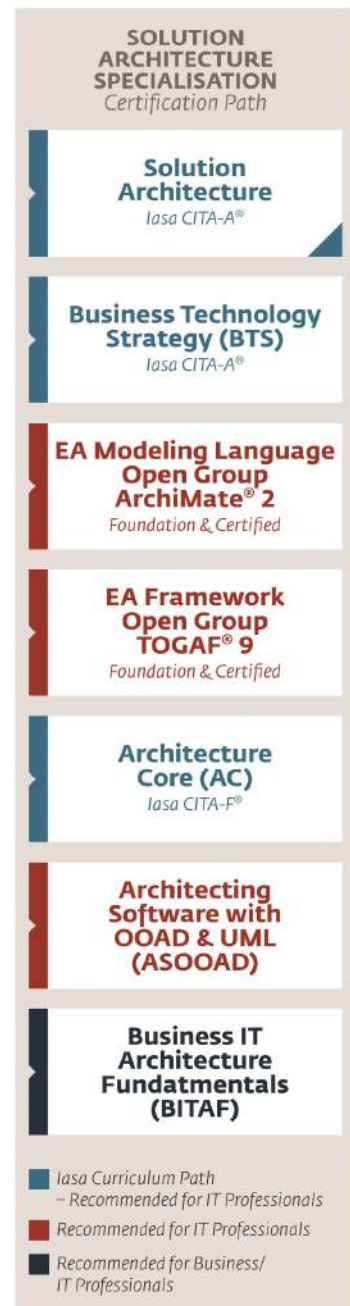 SOLUTION
ARCHITECTURE
SPECIALISATION
Certification Path
Solution
Architecture
Iasa CITA-A®
Business Technology
Strategy (BTS)
Iasa CITA-A®
EA Modeling Language
Open Group
ArchiMate® 2
Foundation & Certified
EA Framework
Open Group
TOGAF® 9
Foundation & Certified
Architecture
Core (AC)
Iasa CITA-F®
Architecting
Software with
OOAD & UML
(ASOOAD)
Business IT
Architecture
Fundatmentals
(BITAF)
Iasa Curriculum Path
– Recommended for IT Professionals
Recommended for IT Professionals
Recommended for Business/
IT Professionals